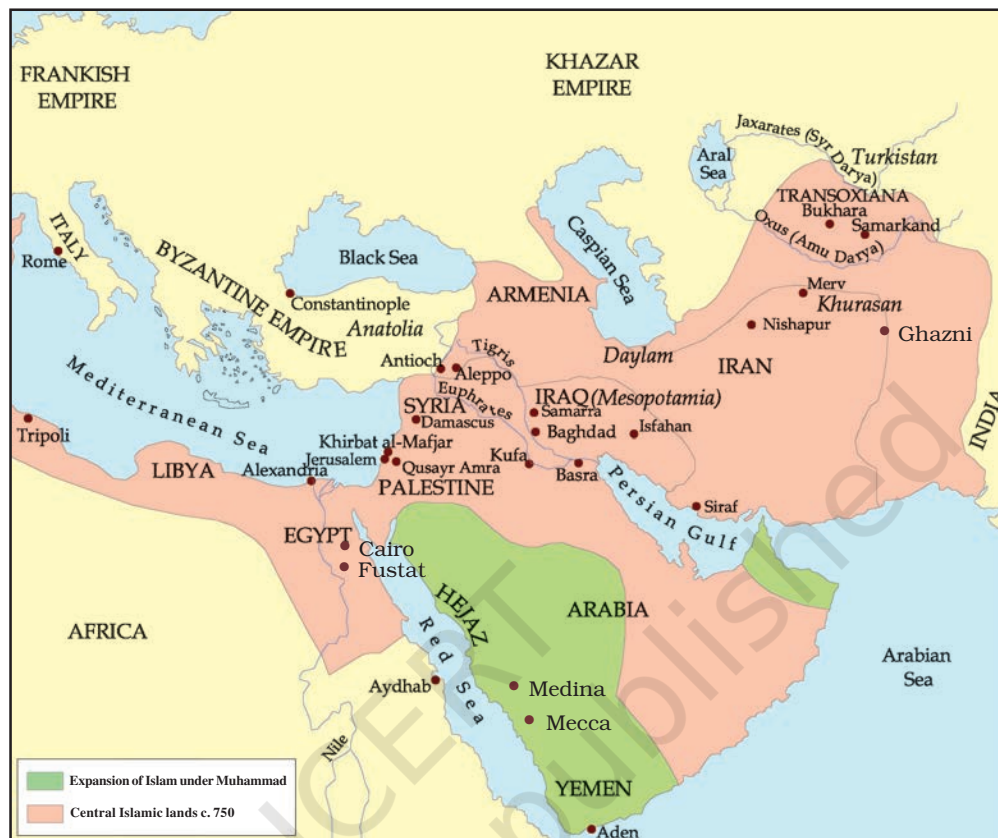 FRANKISH
EMPIRE
KHAZAR
EMPIRE
Jaxarates (Syr Darya)
Turkistan
Aral
Sea
TRANSOXIANA
Bukhara
Samarkand
Oxus (Amu Darya)
ITALY
Rome
BYZANTINE EMPIRE
Black Sea
Caspian Sea
Constantinople
Anatolia
ARMENIA
Merv
Khurasan
Nishapur
Ghazni
Daylam
IRAN
Antioch
Aleppo
Tigris
Euphrates
Mediterranean Sea
SYRIA
Damascus
IRAQ (Mesopotamia)
Samarra
Baghdad
Isfahan
INDIA
Tripoli
LIBYA
Khirbat al-Mafjar
Jerusalem
Qusayr Amra
Alexandria
PALESTINE
Kufa
Basra
Siraf
Persian Gulf
EGYPT
Cairo
Fustat
HEJAZ
ARABIA
AFRICA
Red Sea
Arabian
Sea
Aydhab
Medina
Mecca
Nile
YEMEN
Aden
Expansion of Islam under Muhammad
Central Islamic lands c. 750
NCERT
published